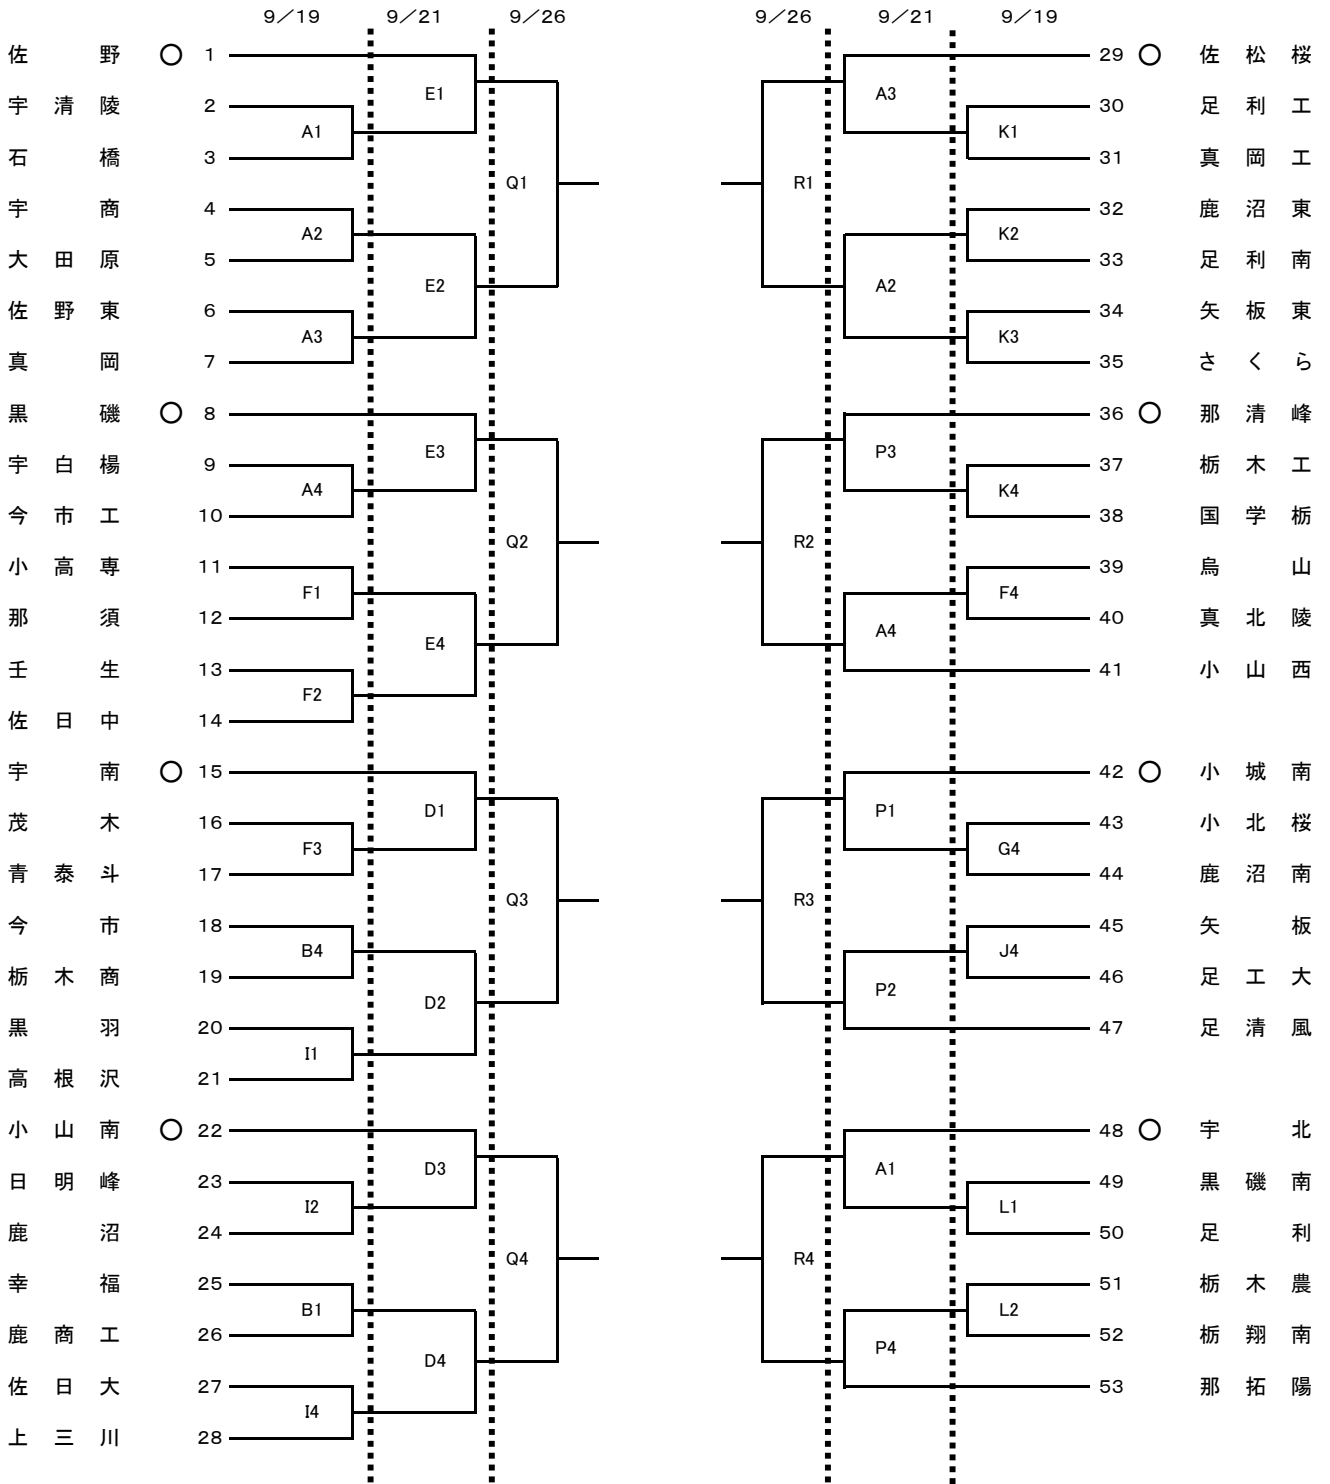 9/19 9/21 9/26 9/26 9/21 9/19
佐野 ○ 1 29 ○ 佐松桜
E1 A3
宇清陵 2 30 足利工
A1 K1
石橋 3 31 真岡工
Q1 R1
宇商 4 32 鹿沼東
A2 K2
大田原 5 33 足利南
E2 A2
佐野東 6 34 矢板東
A3 K3
真岡 7 35 さくら
黒磯 ○ 8 36 ○ 那清峰
E3 P3
宇白楊 9 37 栃木工
A4 K4
今市工 10 38 国学栃
Q2 R2
小高専 11 39 烏山
F1 F4
那須 12 40 真北陵
E4 A4
壬生 13 41 小山西
F2
佐日中 14
宇南 ○ 15 42 ○ 小城南
D1 P1
茂木 16 43 小北桜
F3 G4
青泰斗 17 44 鹿沼南
Q3 R3
今市 18 45 矢板
B4 J4
栃木商 19 46 足工大
D2 P2
黒羽 20 47 足清風
I1
高根沢 21
小山南 ○ 22 48 ○ 宇北
D3 A1
日明峰 23 49 黒磯南
I2 L1
鹿沼 24 50 足利
Q4 R4
幸福 25 51 栃木農
B1 L2
鹿商工 26 52 栃翔南
D4 P4
佐日大 27 53 那拓陽
I4
上三川 28